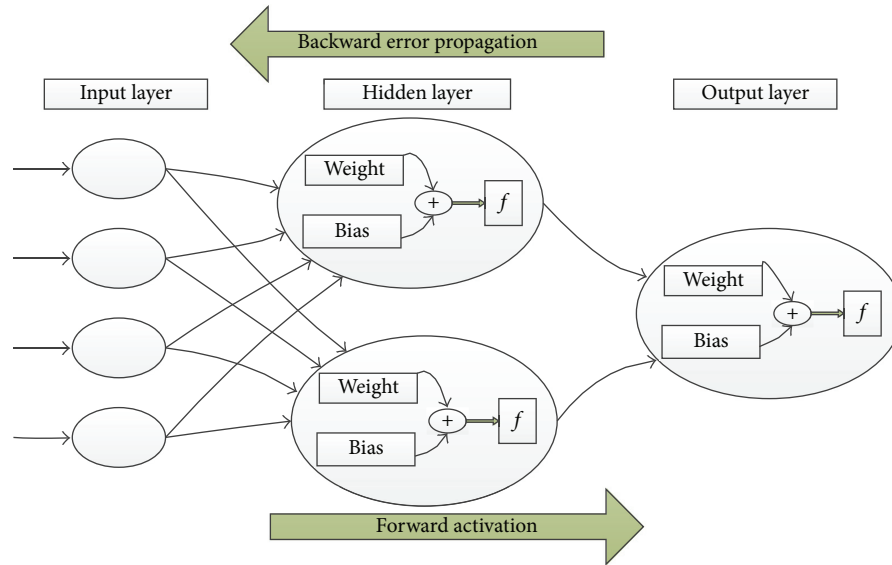 Backward error propagation
Input layer
Hidden layer
Output layer
Weight
+
f
Bias
Weight
+
f
Bias
Weight
+
f
Bias
Forward activation